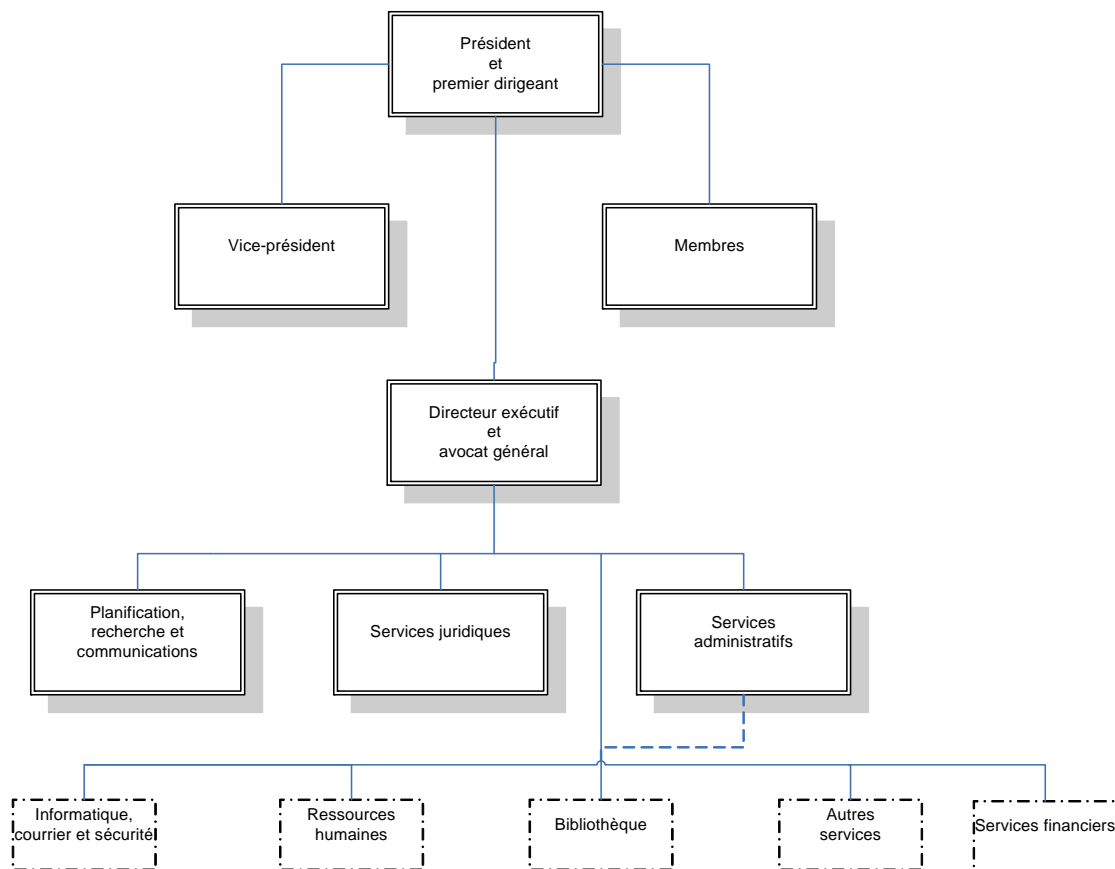 Président
et
premier dirigeant
Vice-président
Membres
Directeur exécutif
et
avocat général
Planification,
recherche et
communications
Services juridiques
Services
administratifs
Informatique,
courrier et sécurité
Ressources
humaines
Bibliothèque
Autres
services
Services financiers